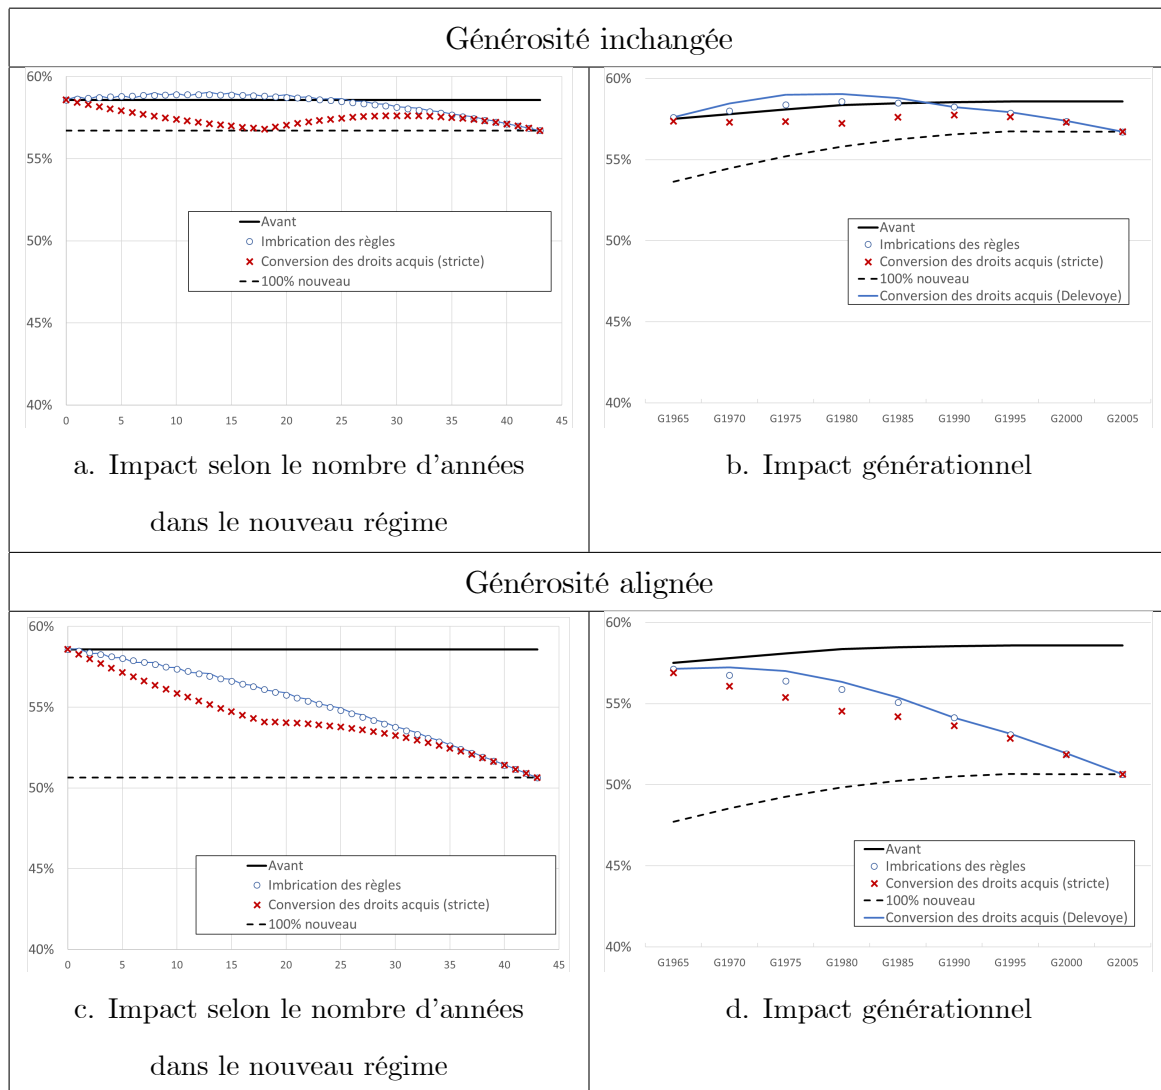 Générosité inchangée
60%
55%
50%
45%
40%
0 5 10 15 20 25 30 35 40 45
Avant
Imbrication des règles
Conversion des droits acquis (stricte)
100% nouveau
a. Impact selon le nombre d'années
dans le nouveau régime
60%
55%
50%
45%
40%
G1965 G1970 G1975 G1980 G1985 G1990 G1995 G2000 G2005
Avant
Imbrications des règles
Conversion des droits acquis (stricte)
100% nouveau
Conversion des droits acquis (Delevoye)
b. Impact générationnel
Générosité alignée
60%
55%
50%
45%
40%
0 5 10 15 20 25 30 35 40 45
Avant
Imbrication des règles
Conversion des droits acquis (stricte)
100% nouveau
c. Impact selon le nombre d'années
dans le nouveau régime
60%
55%
50%
45%
40%
G1965 G1970 G1975 G1980 G1985 G1990 G1995 G2000 G2005
Avant
Imbrications des règles
Conversion des droits acquis (stricte)
100% nouveau
Conversion des droits acquis (Delevoye)
d. Impact générationnel